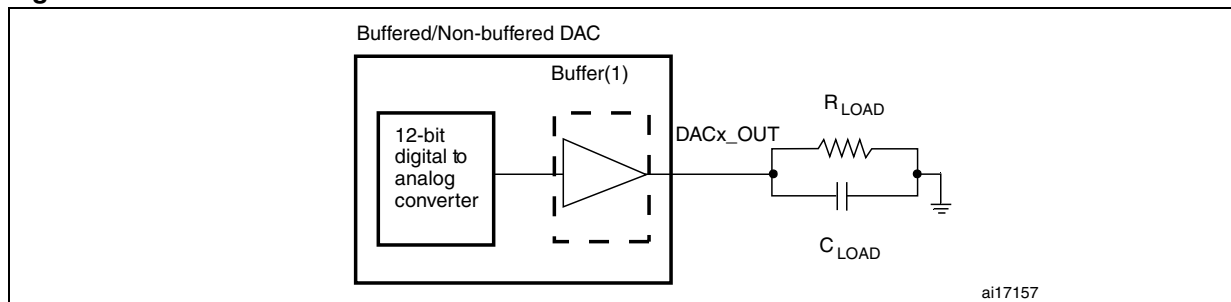 Buffered/Non-buffered DAC
Buffer(1)
12-bit
digital to
analog
converter
DACx_OUT
R LOAD
C LOAD
ai17157